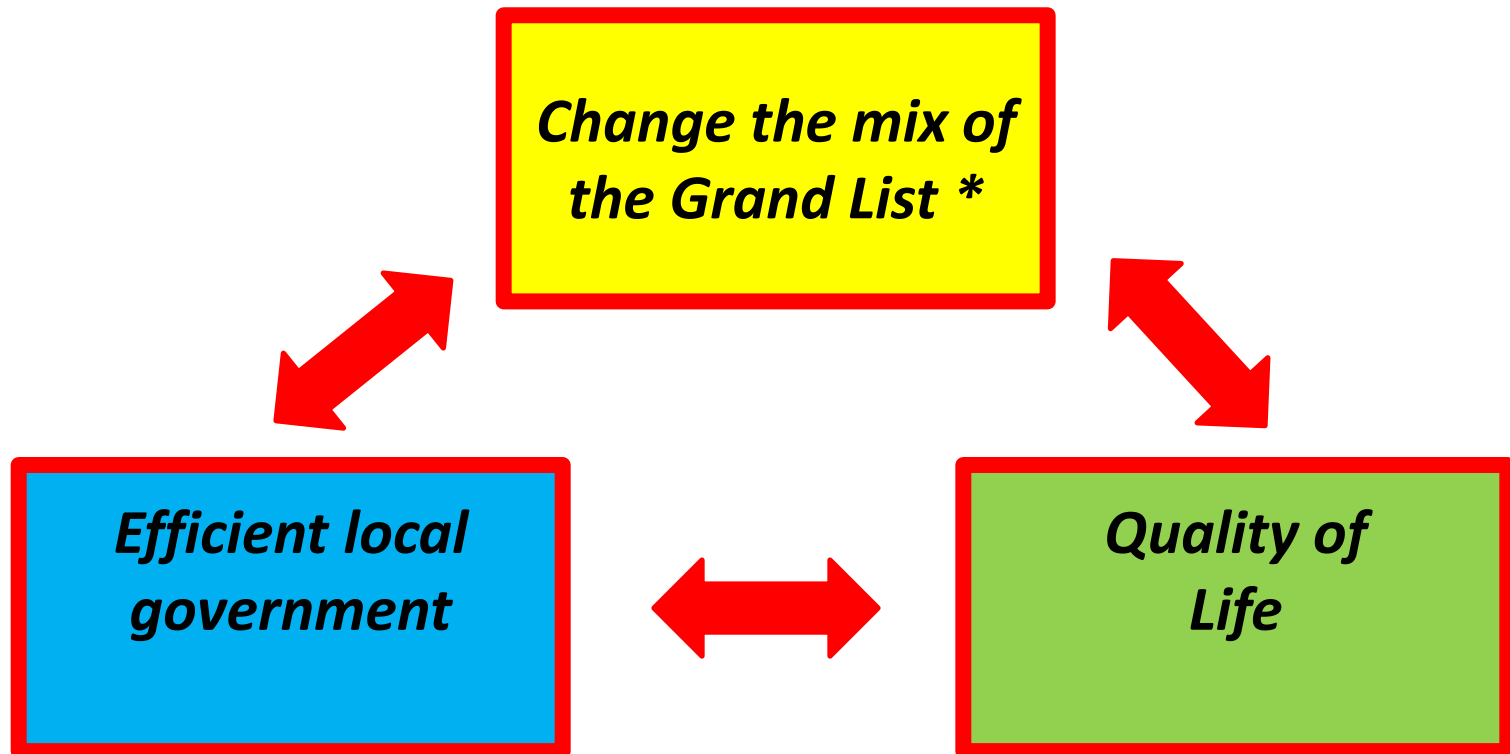 Change the mix of
the Grand List *
Efficient local
government
Quality of
Life